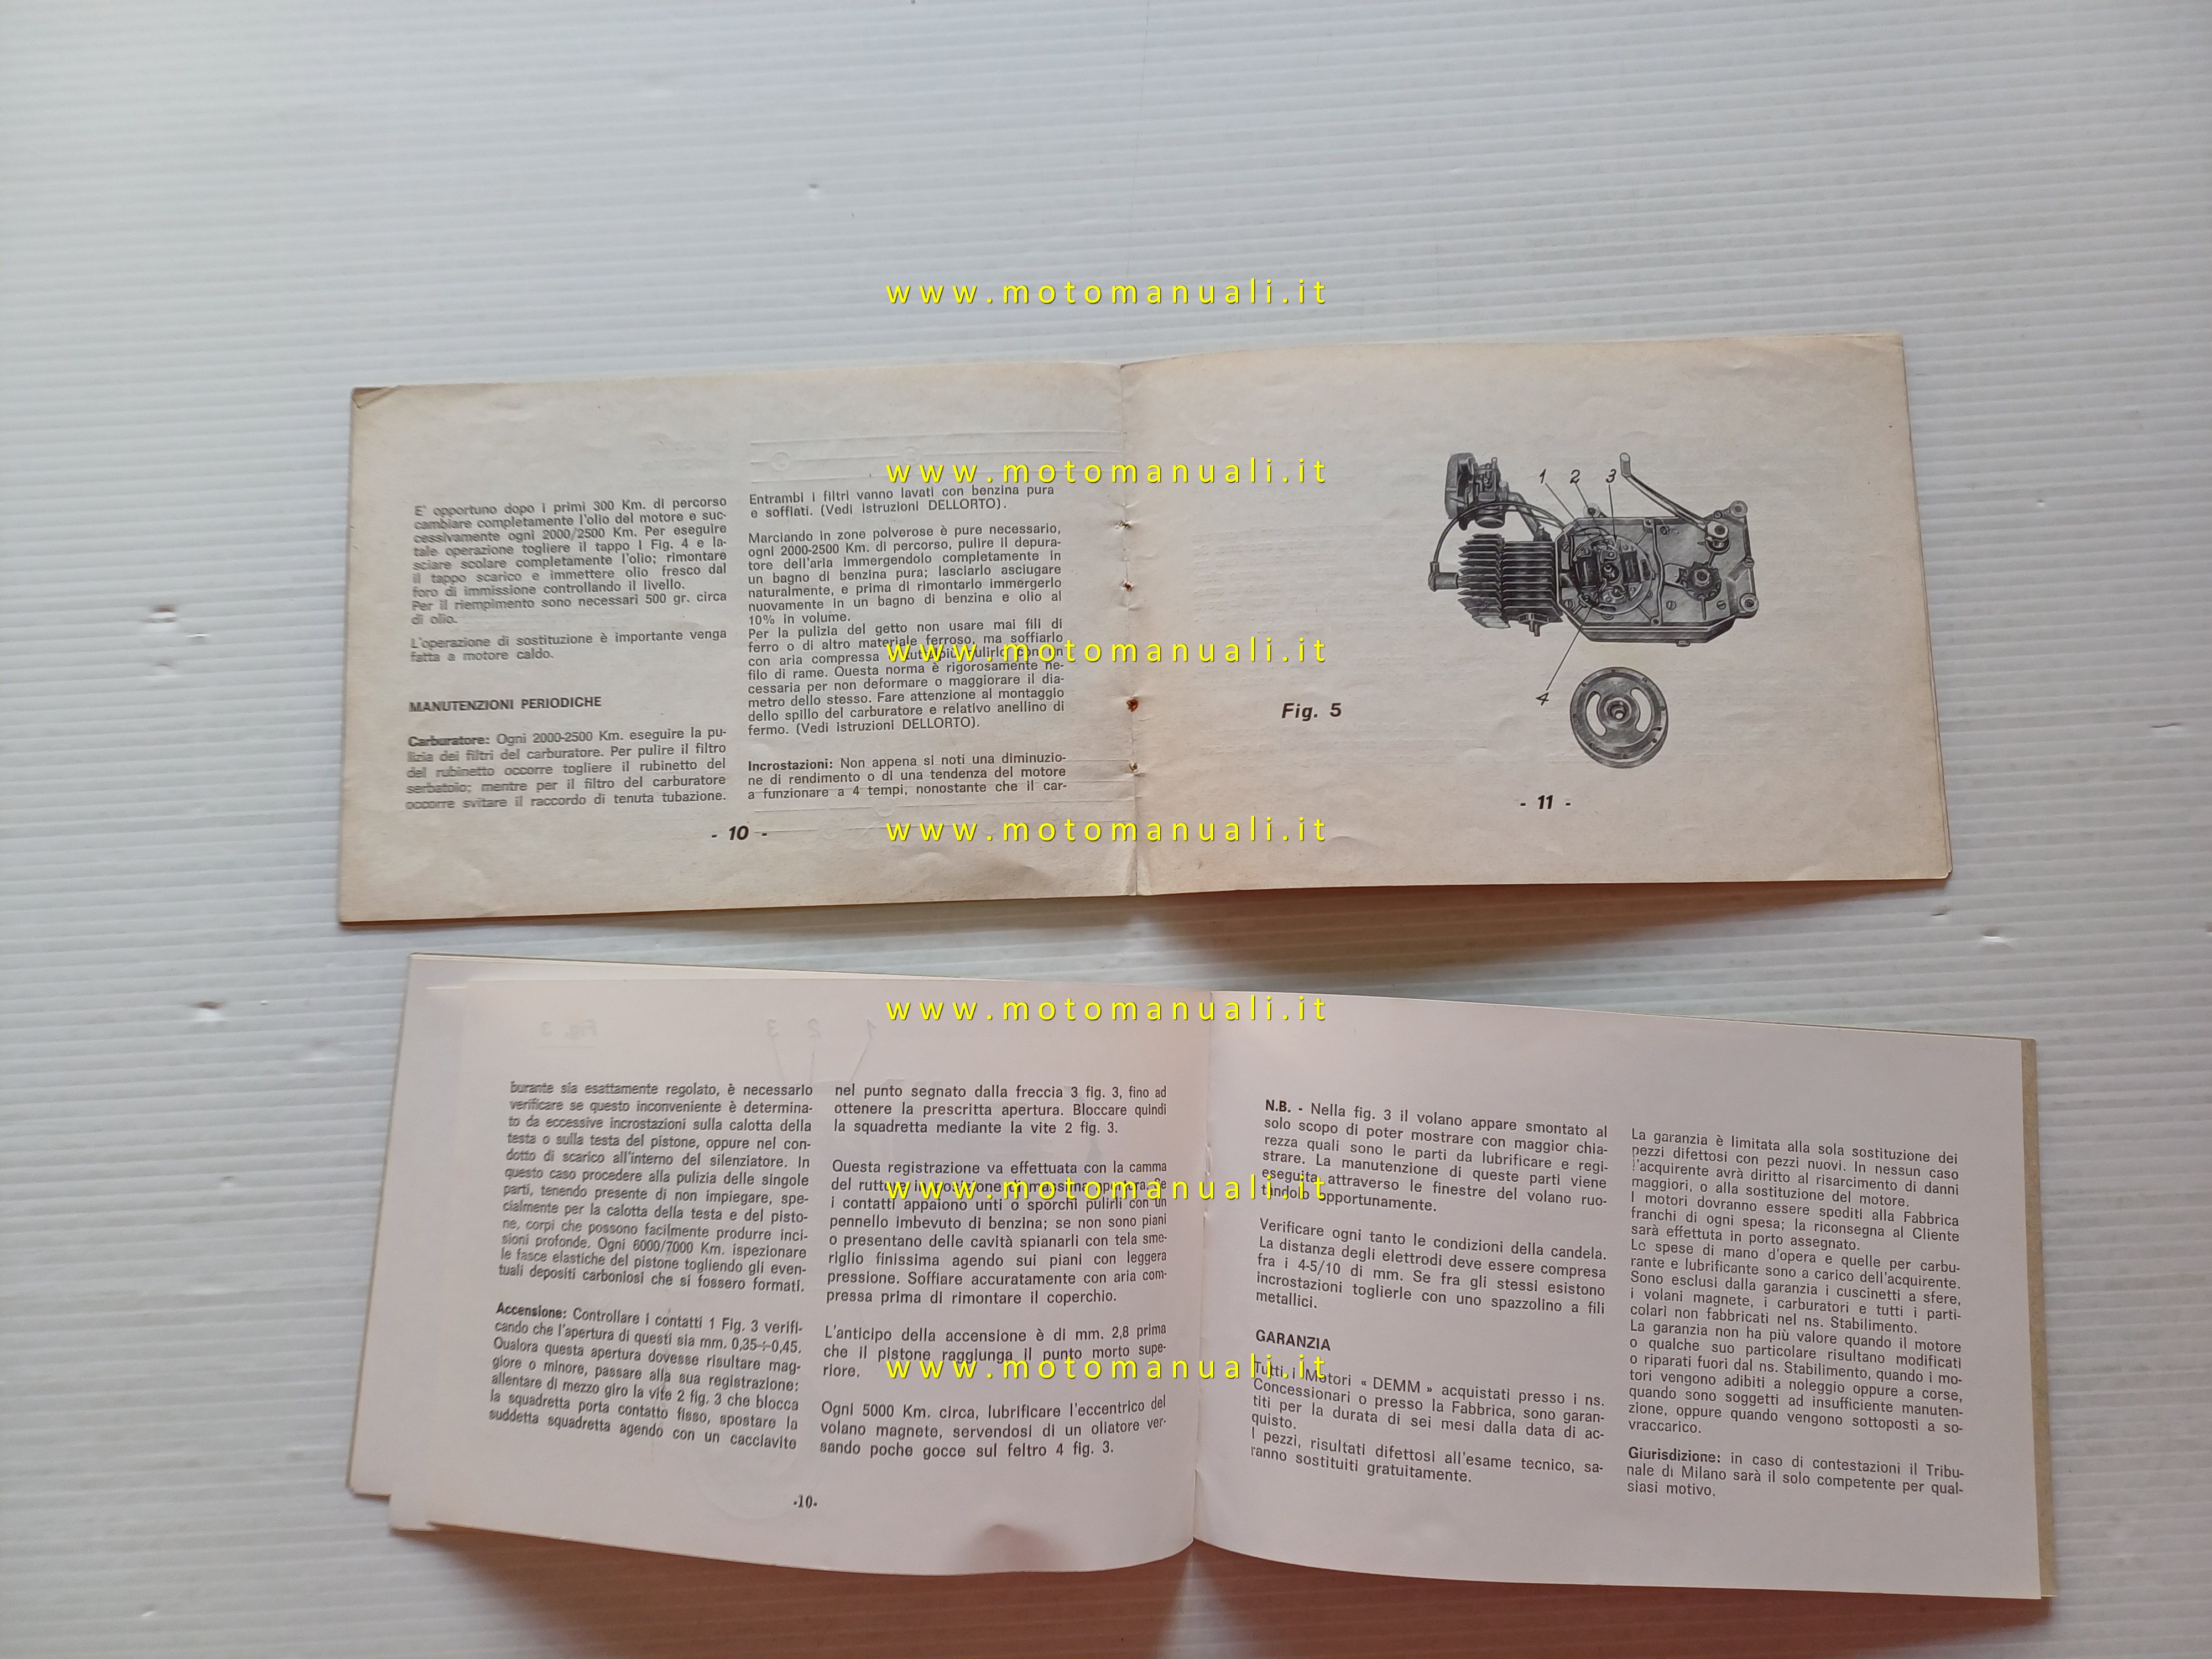 www.motomanuali.it
E' opportuno dopo i primi 300 Km. di percorso
cambiare completamente l'olio del motore e suc-
cessivamente ogni 2000/2500 Km. Per eseguire
tale operazione togliere il tappo I Fig. 4 e la-
sciare scolare completamente l'olio; rimontare
il tappo scarico e immettere olio fresco dal
foro di immissione controllando il livello.
Per il riempimento sono necessari 500 gr. circa
di olio.
L'operazione di sostituzione è importante venga
fatta a motore caldo.
MANUTENZIONI PERIODICHE
Carburatore: Ogni 2000-2500 Km. eseguire la pu-
lizia dei filtri del carburatore. Per pulire il filtro
del rubinetto occorre togliere il rubinetto del
serbatoio; mentre per il filtro del carburatore
occorre svitare il raccordo di tenuta tubazione.
www.motomanuali.it
Entrambi i filtri vanno lavati con benzina pura
e soffiati. (Vedi istruzioni DELLORTO).
Marciando in zone polverose è pure necessario,
ogni 2000-2500 Km. di percorso, pulire il depura-
tore dell'aria immergendolo completamente in
un bagno di benzina pura; lasciarlo asciugare
naturalmente, e prima di rimontarlo immergerlo
nuovamente in un bagno di benzina e olio al
10% in volume.
Per la pulizia del getto non usare mai fili di
ferro o di altro materiale ferroso, ma soffiarlo
con aria compressa
www.motomanuali.it
filo di rame. Questa norma è rigorosamente ne-
cessaria per non deformare o maggiorare il dia-
metro dello stesso. Fare attenzione al montaggio
dello spillo del carburatore e relativo anellino di
fermo. (Vedi istruzioni DELLORTO).
Incrostazioni: Non appena si noti una diminuzio-
ne di rendimento o di una tendenza del motore
a funzionare a 4 tempi, nonostante che il car-
- 10 -
www.motomanuali.it
1 2 3
4
Fig. 5
- 11 -
www.motomanuali.it
Fig. 3
1 2 3
burante sia esattamente regolato, è necessario
verificare se questo inconveniente è determina-
to da eccessive incrostazioni sulla calotta della
testa o sulla testa del pistone, oppure nel con-
dotto di scarico all'interno del silenziatore. In
questo caso procedere alla pulizia delle singole
parti, tenendo presente di non impiegare, spe-
cialmente per la calotta della testa e del pisto-
ne, corpi che possono facilmente produrre inci-
sioni profonde. Ogni 6000/7000 Km. ispezionare
le fasce elastiche del pistone togliendo gli even-
tuali depositi carboniosi che si fossero formati.
Accensione: Controllare i contatti 1 Fig. 3 verifi-
cando che l'apertura di questi sia mm. 0,35÷0,45.
Qualora questa apertura dovesse risultare mag-
giore o minore, passare alla sua registrazione:
allentare di mezzo giro la vite 2 fig. 3 che blocca
la squadretta porta contatto fisso, spostare la
suddetta squadretta agendo con un cacciavite
nel punto segnato dalla freccia 3 fig. 3, fino ad
ottenere la prescritta apertura. Bloccare quindi
la squadretta mediante la vite 2 fig. 3.
Questa registrazione va effettuata con la camma
del ruttore in posizione di massima apertura. Se
www.motomanuali.it
i contatti appaiono unti o sporchi pulirli con un
pennello imbevuto di benzina; se non sono piani
o presentano delle cavità spianarli con tela sme-
riglio finissima agendo sui piani con leggera
pressione. Soffiare accuratamente con aria com-
pressa prima di rimontare il coperchio.
L'anticipo della accensione è di mm. 2,8 prima
che il pistone raggiunga il punto morto supe-
riore.
www.motomanuali.it
Ogni 5000 Km. circa, lubrificare l'eccentrico del
volano magnete, servendosi di un oliatore ver-
sando poche gocce sul feltro 4 fig. 3.
-10-
N.B. - Nella fig. 3 il volano appare smontato al
solo scopo di poter mostrare con maggior chia-
rezza quali sono le parti da lubrificare e regi-
strare. La manutenzione di queste parti viene
eseguita attraverso le finestre del volano ruo-
tandolo opportunamente.
Verificare ogni tanto le condizioni della candela.
La distanza degli elettrodi deve essere compresa
fra i 4-5/10 di mm. Se fra gli stessi esistono
incrostazioni toglierle con uno spazzolino a fili
metallici.
GARANZIA
Tutti i Motori « DEMM » acquistati presso i ns.
Concessionari o presso la Fabbrica, sono garan-
titi per la durata di sei mesi dalla data di ac-
quisto.
I pezzi, risultati difettosi all'esame tecnico, sa-
ranno sostituiti gratuitamente.
La garanzia è limitata alla sola sostituzione dei
pezzi difettosi con pezzi nuovi. In nessun caso
l'acquirente avrà diritto al risarcimento di danni
maggiori, o alla sostituzione del motore.
I motori dovranno essere spediti alla Fabbrica
franchi di ogni spesa; la riconsegna al Cliente
sarà effettuata in porto assegnato.
Le spese di mano d'opera e quelle per carbu-
rante e lubrificante sono a carico dell'acquirente.
Sono esclusi dalla garanzia i cuscinetti a sfere,
i volani magnete, i carburatori e tutti i parti-
colari non fabbricati nel ns. Stabilimento.
La garanzia non ha più valore quando il motore
o qualche suo particolare risultano modificati
o riparati fuori dal ns. Stabilimento, quando i mo-
tori vengono adibiti a noleggio oppure a corse,
quando sono soggetti ad insufficiente manuten-
zione, oppure quando vengono sottoposti a so-
vraccarico.
Giurisdizione: in caso di contestazioni il Tribu-
nale di Milano sarà il solo competente per qual-
siasi motivo.